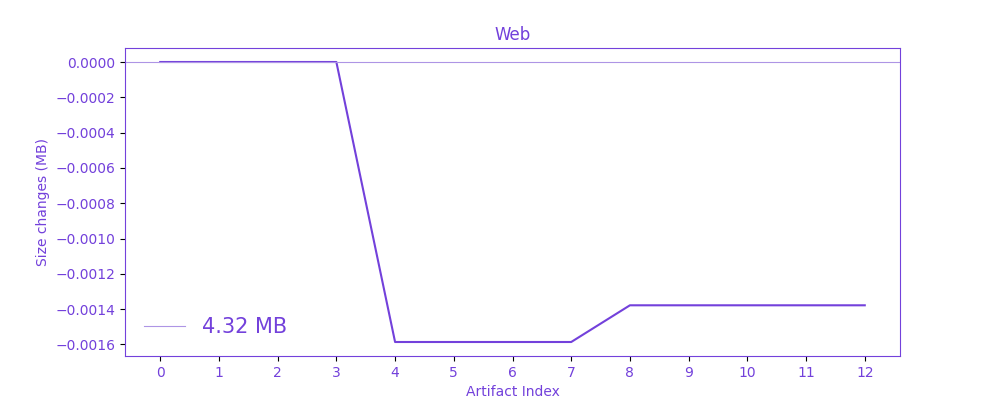 Web
Size changes (MB)
0.0000
−0.0002
−0.0004
−0.0006
−0.0008
−0.0010
−0.0012
−0.0014
−0.0016
4.32 MB
0 1 2 3 4 5 6 7 8 9 10 11 12
Artifact Index